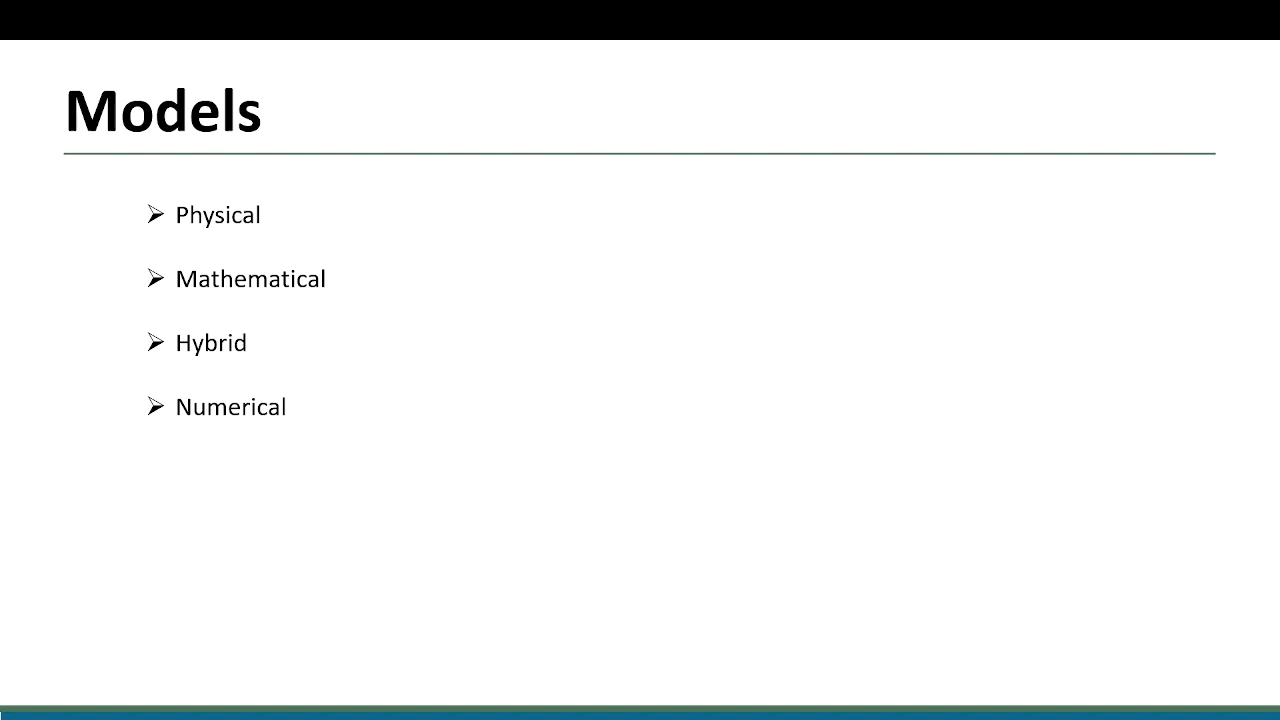 Models
➢ Physical
➢ Mathematical
➢ Hybrid
➢ Numerical